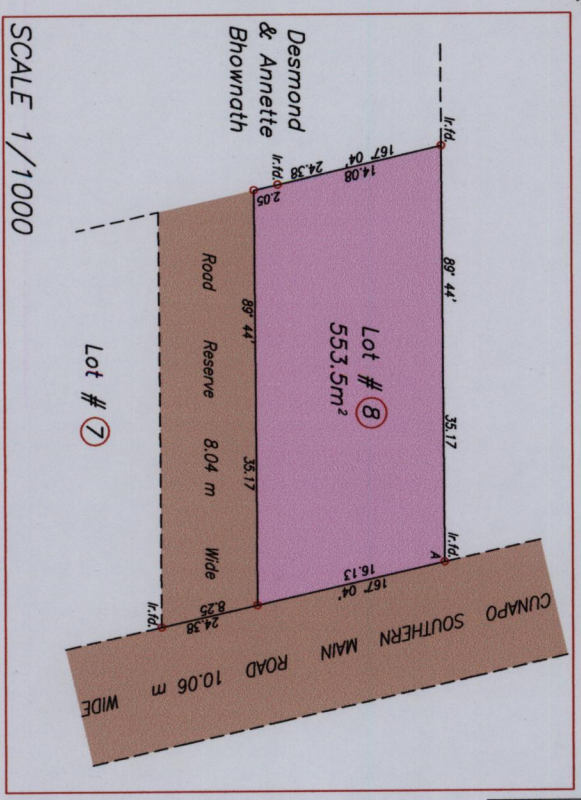 Ir.fd.
89° 44'
35.17
Ir.fd.
A
167° 04'
14.08
24.38
Ir.fd.
2.05
Lot # 8
553.5m²
16.13
167° 04'
Desmond
& Annette
Bhownath
89° 44'
35.17
Road Reserve 8.04 m Wide
8.25
24.38
Ir.fd.
CUNAPO SOUTHERN MAIN ROAD 10.06 m WIDE
Lot # 7
SCALE 1/1000